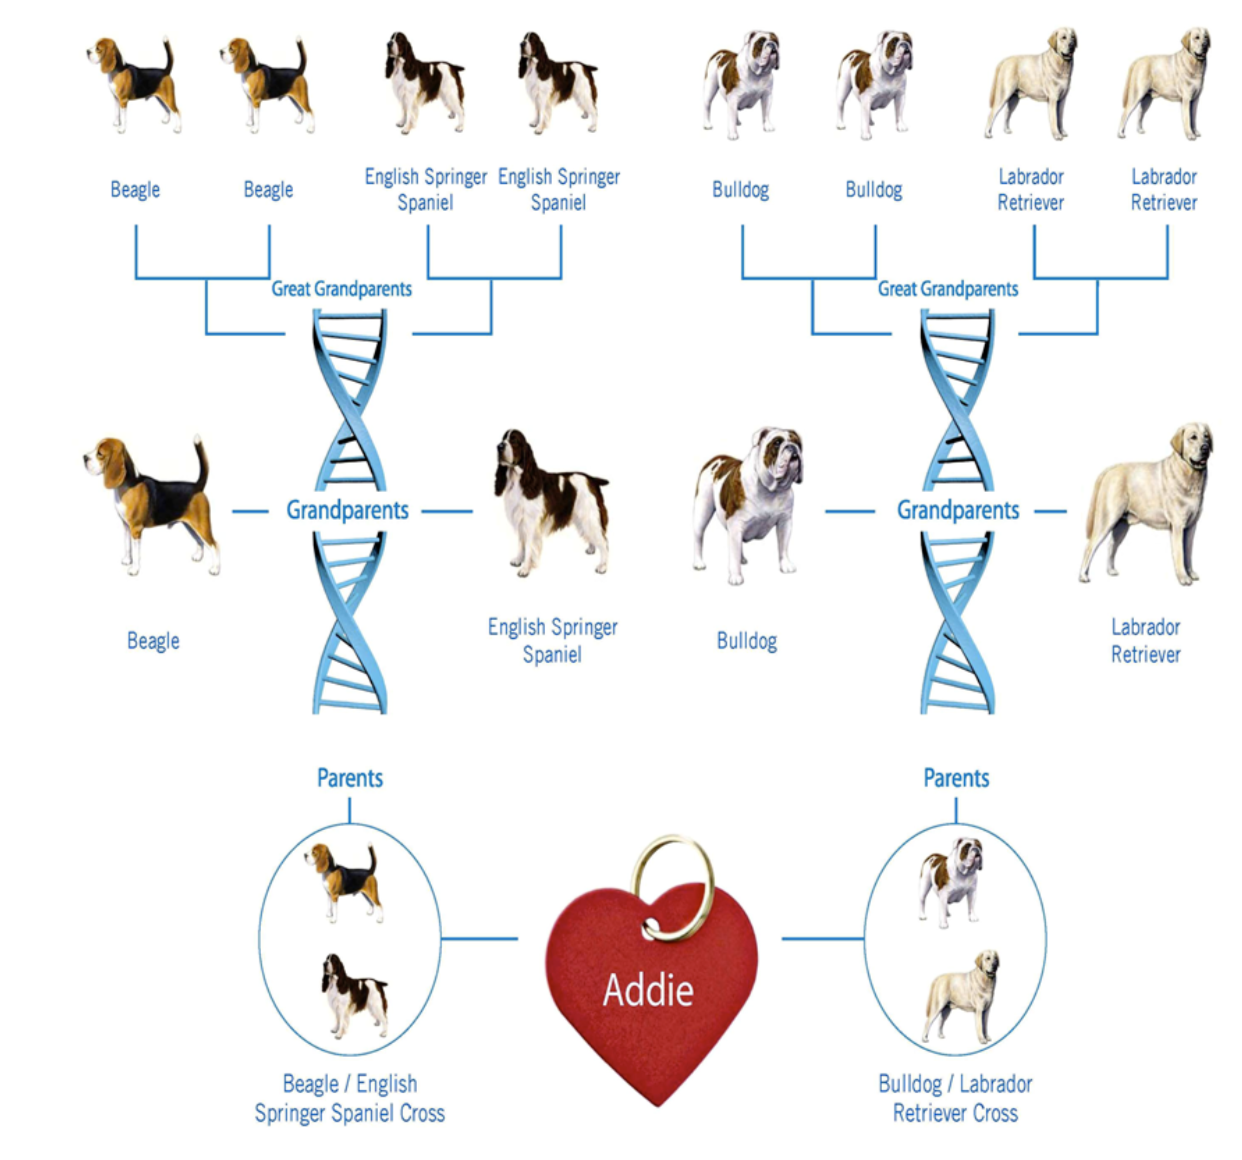 Beagle
Beagle
English Springer
Spaniel
English Springer
Spaniel
Bulldog
Bulldog
Labrador
Retriever
Labrador
Retriever
Great Grandparents
Great Grandparents
Grandparents
Grandparents
Beagle
English Springer
Spaniel
Bulldog
Labrador
Retriever
Parents
Parents
Addie
Beagle / English
Springer Spaniel Cross
Bulldog / Labrador
Retriever Cross